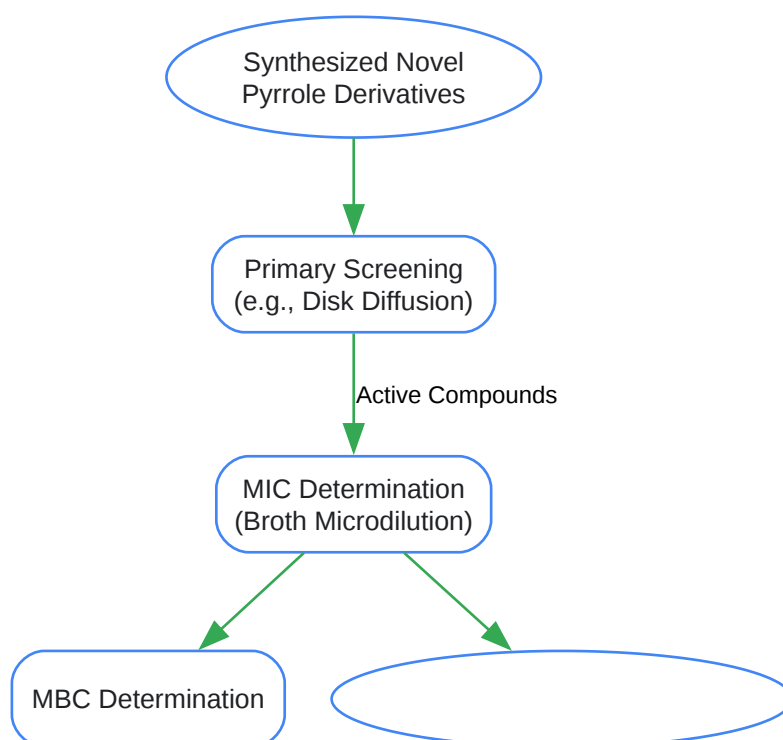 Synthesized Novel
Pyrrole Derivatives
Primary Screening
(e.g., Disk Diffusion)
Active Compounds
MIC Determination
(Broth Microdilution)
MBC Determination